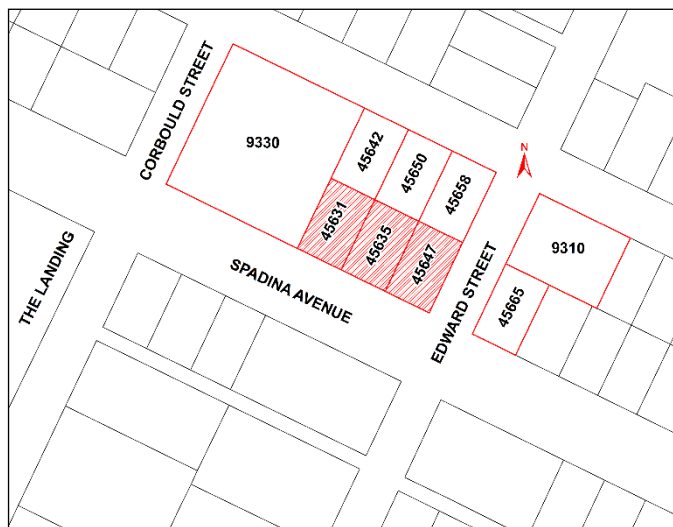 CORBOULD STREET
9330
45642
45650
45658
N
45631
45635
45647
9310
45665
THE LANDING
SPADINA AVENUE
EDWARD STREET